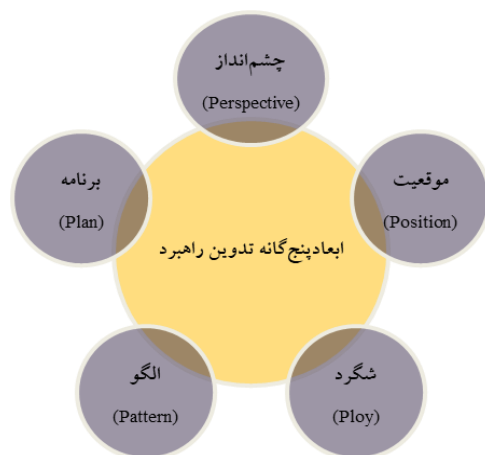 چشم‌انداز
(Perspective)
موقعیت
(Position)
برنامه
(Plan)
ابعادپنج‌گانه تدوین راهبرد
شگرد
(Ploy)
الگو
(Pattern)